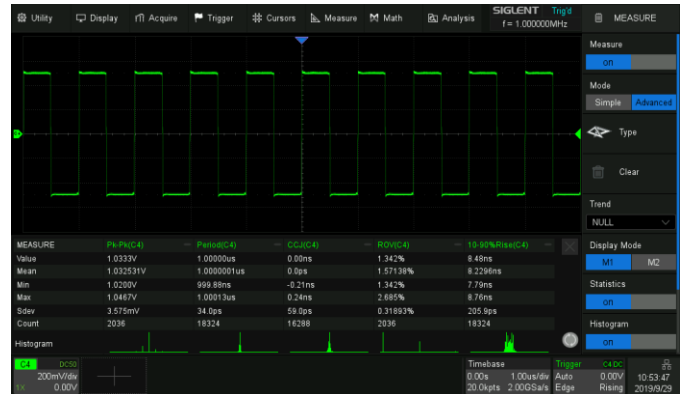 Utility Display Acquire Trigger Cursors Measure Math Analysis SIGLENT Trig'd MEASURE
f = 1.000000MHz
Measure
on
Mode
Simple Advanced
Type
Clear
Trend
NULL
MEASURE Pk-Pk(C4) Period(C4) CCJ(C4) ROV(C4) 10-90%Rise(C4)
Value 1.0333V 1.00000us 0.00ns 1.342% 8.48ns
Mean 1.032531V 1.0000001us 0.0ps 1.57138% 8.2296ns
Min 1.0200V 999.88ns -0.21ns 1.342% 7.79ns
Max 1.0467V 1.00013us 0.24ns 2.685% 8.76ns
Sdev 3.575mV 34.0ps 59.0ps 0.31893% 205.9ps
Count 2036 18324 16288 2036 18324
Histogram
Display Mode
M1 M2
Statistics
on
Histogram
on
C4 DC50
200mV/div
1X 0.00V
Timebase
0.00s 1.00us/div
20.0kpts 2.00GSa/s
Trigger C4 DC
Auto 0.00V
Edge Rising
10:53:47
2019/9/29